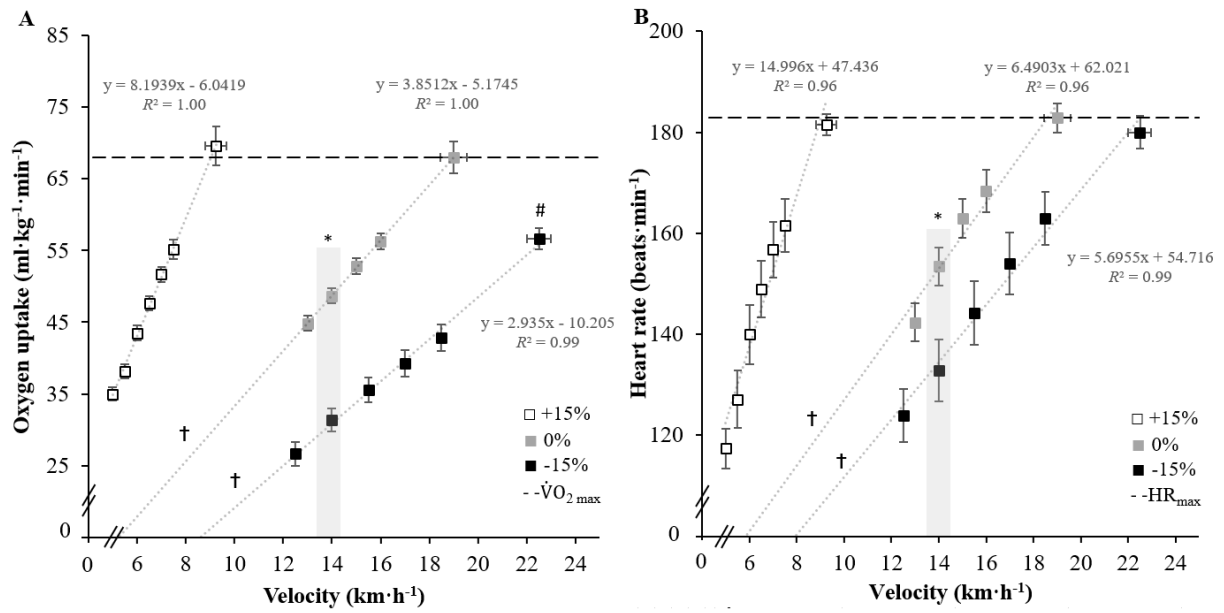 A
Oxygen uptake (ml·kg⁻¹·min⁻¹)
85
75
65
55
45
35
25
0
y = 8.1939x - 6.0419
R² = 1.00
y = 3.8512x - 5.1745
R² = 1.00
*
#
y = 2.935x - 10.205
R² = 0.99
†
†
+15%
0%
-15%
V̇O₂ max
0 6 8 10 12 14 16 18 20 22 24
Velocity (km·h⁻¹)
B
Heart rate (beats·min⁻¹)
200
180
160
140
120
0
y = 14.996x + 47.436
R² = 0.96
y = 6.4903x + 62.021
R² = 0.96
*
y = 5.6955x + 54.716
R² = 0.99
†
†
+15%
0%
-15%
HRmax
0 6 8 10 12 14 16 18 20 22 24
Velocity (km·h⁻¹)